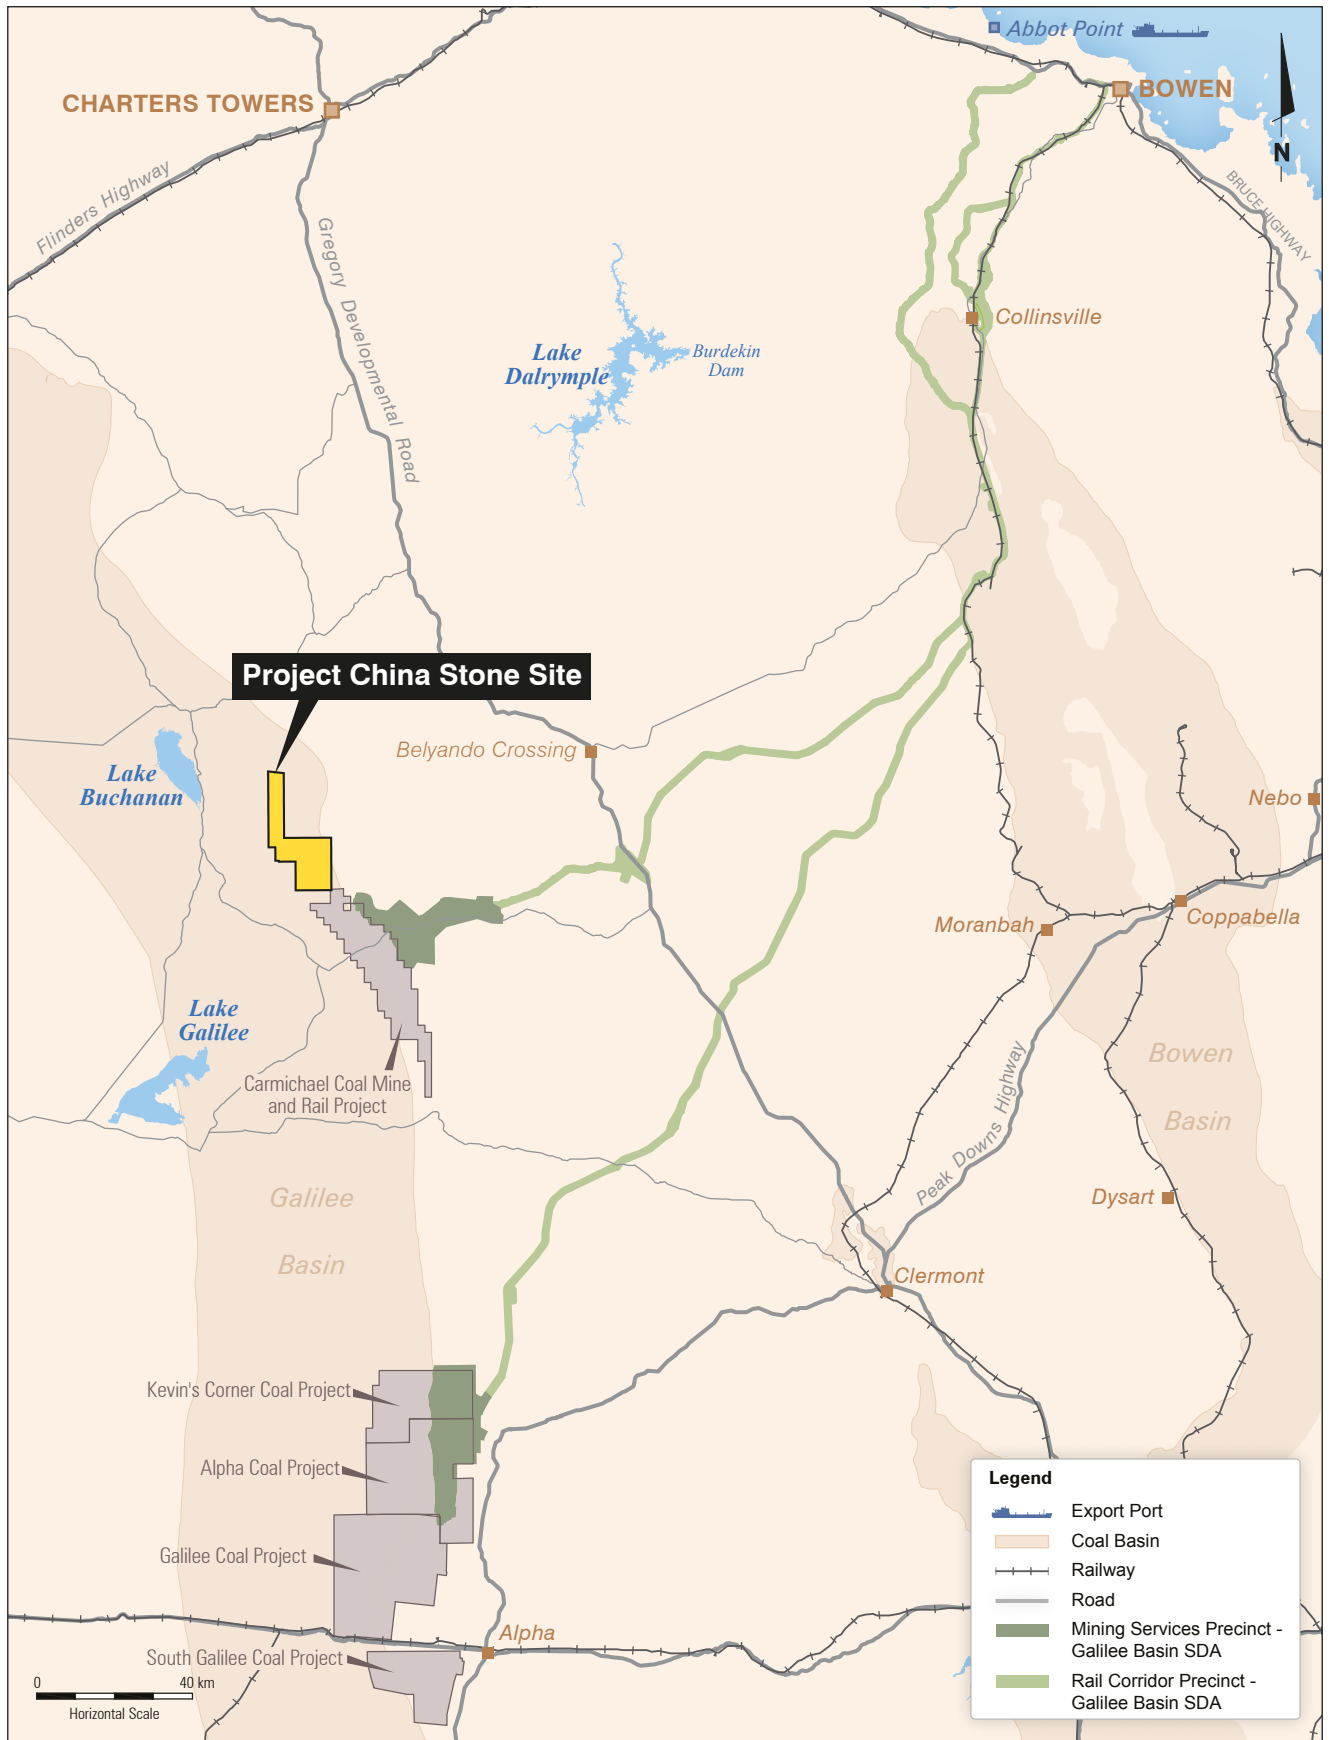 Abbot Point
CHARTERS TOWERS
BOWEN
N
Flinders Highway
BRUCE HIGHWAY
Gregory Developmental Road
Collinsville
Lake
Dalrymple
Burdekin
Dam
Project China Stone Site
Belyando Crossing
Lake
Buchanan
Nebo
Moranbah
Coppabella
Lake
Galilee
Carmichael Coal Mine
and Rail Project
Bowen
Basin
Peak Downs Highway
Galilee
Basin
Dysart
Clermont
Kevin's Corner Coal Project
Alpha Coal Project
Galilee Coal Project
Alpha
South Galilee Coal Project
0
40 km
Horizontal Scale
Legend
Export Port
Coal Basin
Railway
Road
Mining Services Precinct -
Galilee Basin SDA
Rail Corridor Precinct -
Galilee Basin SDA